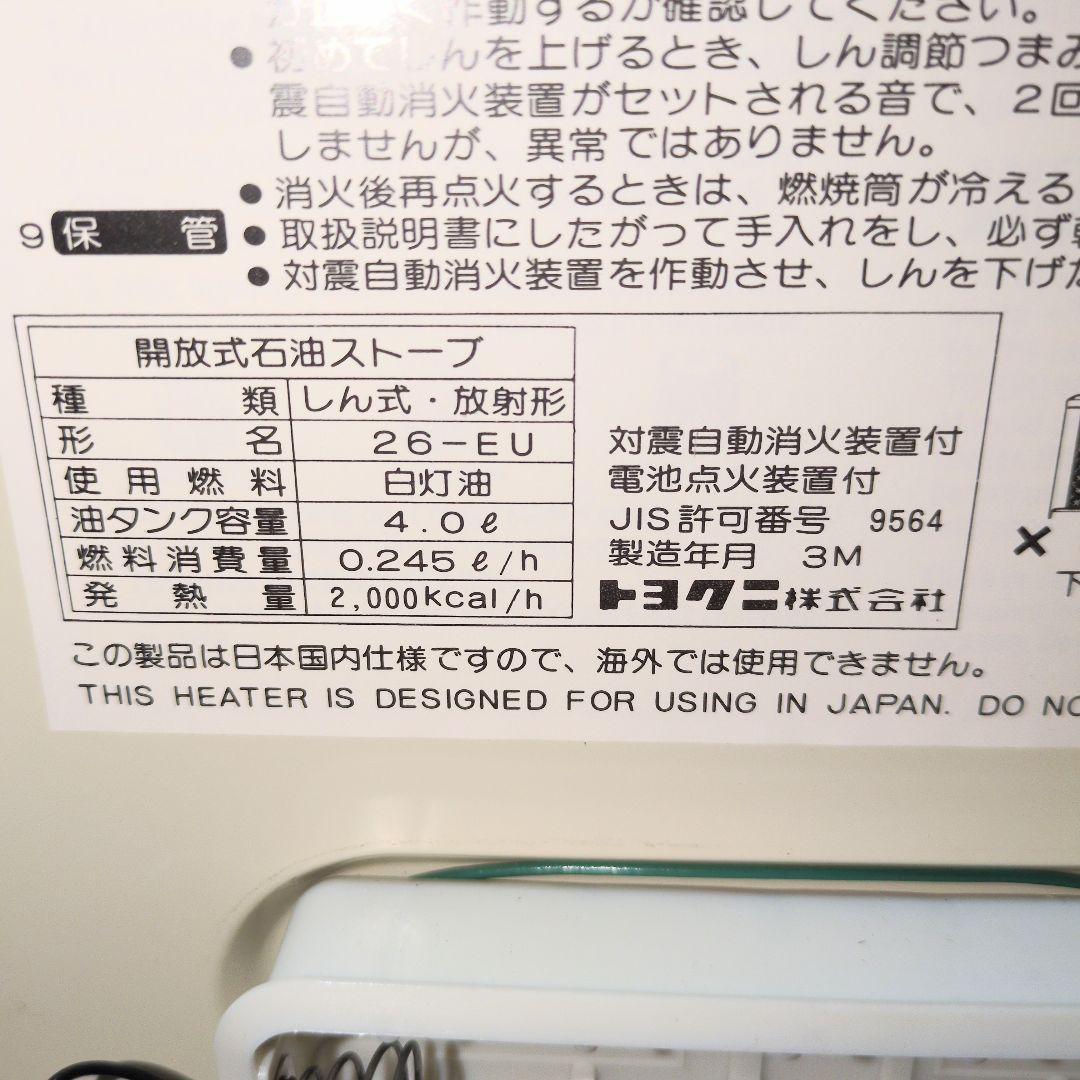 作動するか確認してください。
● 初めてしんを上げるとき、しん調節つまみ
震自動消火装置がセットされる音で、2回
しませんが、異常ではありません。
● 消火後再点火するときは、燃焼筒が冷える
9 保管 ● 取扱説明書にしたがって手入れをし、必ず乾
● 対震自動消火装置を作動させ、しんを下げた
開放式石油ストーブ
種類 しん式・放射形
形名 26-EU
使用燃料 白灯油
油タンク容量 4.0ℓ
燃料消費量 0.245ℓ/h
発熱量 2,000kcal/h
対震自動消火装置付
電池点火装置付
JIS許可番号 9564
製造年月 3M
トヨクニ株式会社
×
下
この製品は日本国内仕様ですので、海外では使用できません。
THIS HEATER IS DESIGNED FOR USING IN JAPAN. DO NO